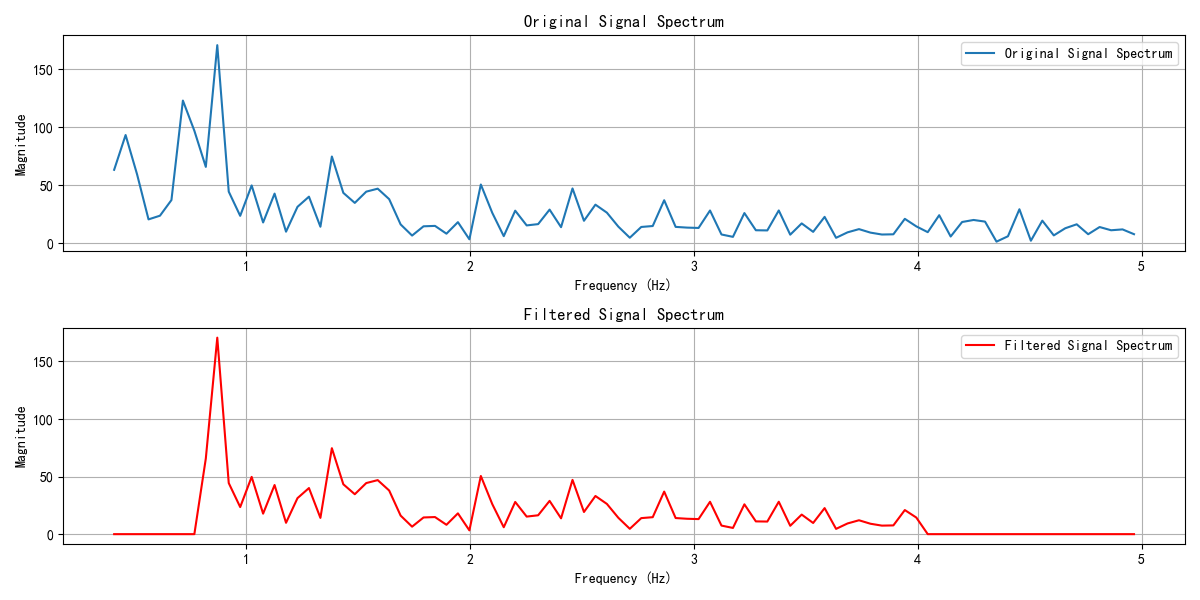 Original Signal Spectrum
Original Signal Spectrum
Magnitude
150
100
50
0
1
2
3
4
5
Frequency (Hz)
Filtered Signal Spectrum
Filtered Signal Spectrum
Magnitude
150
100
50
0
1
2
3
4
5
Frequency (Hz)